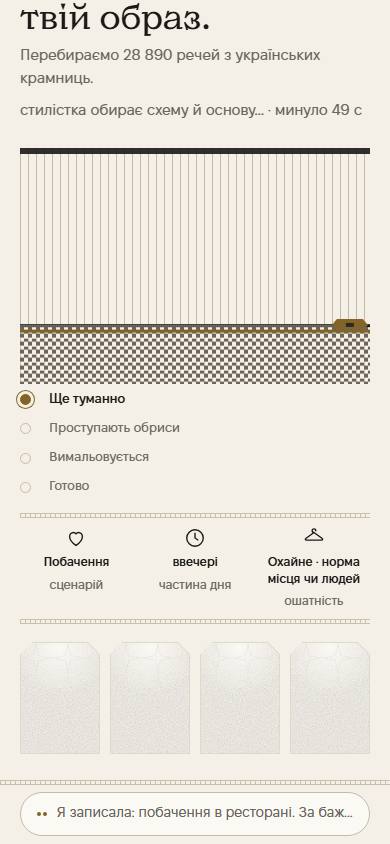 твій образ.
Перебираємо 28 890 речей з українських
крамниць.
стилістка обирає схему й основу... · минуло 49 с
Ще туманно
Проступають обриси
Вимальовується
Готово
Побачення
сценарій
ввечері
частина дня
Охайне · норма
місця чи людей
ошатність
Я записала: побачення в ресторані. За баж...